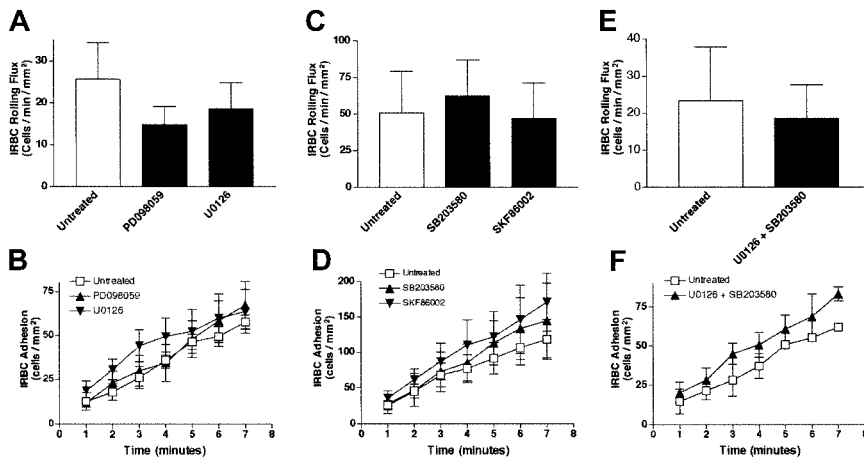 A
IRBC Rolling Flux
(Cells / min / mm²)
30
20
10
0
Untreated
PD098059
U0126
C
IRBC Rolling Flux
(Cells / min / mm²)
100
75
50
25
0
Untreated
SB203580
SKF86002
E
IRBC Rolling Flux
(Cells / min / mm²)
40
30
20
10
0
Untreated
U0126 + SB203580
B
IRBC Adhesion
(cells / mm²)
75
50
25
0
Untreated
PD098059
U0126
0 1 2 3 4 5 6 7 8
Time (minutes)
D
IRBC Adhesion
(cells / mm²)
200
150
100
50
0
Untreated
SB203580
SKF86002
0 1 2 3 4 5 6 7 8
Time (minutes)
F
IRBC Adhesion
(cells / mm²)
75
50
25
0
Untreated
U0126 + SB203580
0 1 2 3 4 5 6 7 8
Time (minutes)